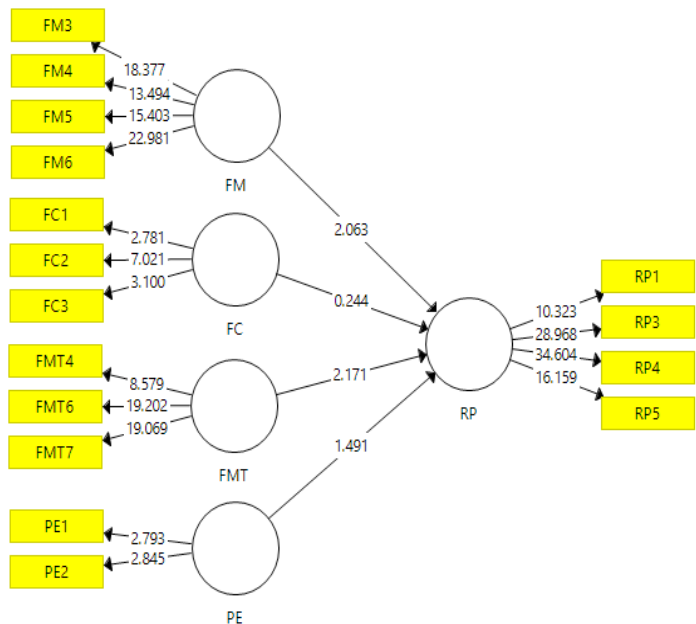 FM3
FM4
FM5
FM6
18.377
13.494
15.403
22.981
FM
FC1
FC2
FC3
2.781
7.021
3.100
FC
FMT4
FMT6
FMT7
8.579
19.202
19.069
FMT
PE1
PE2
2.793
2.845
PE
2.063
0.244
2.171
1.491
RP
10.323
28.968
34.604
16.159
RP1
RP3
RP4
RP5